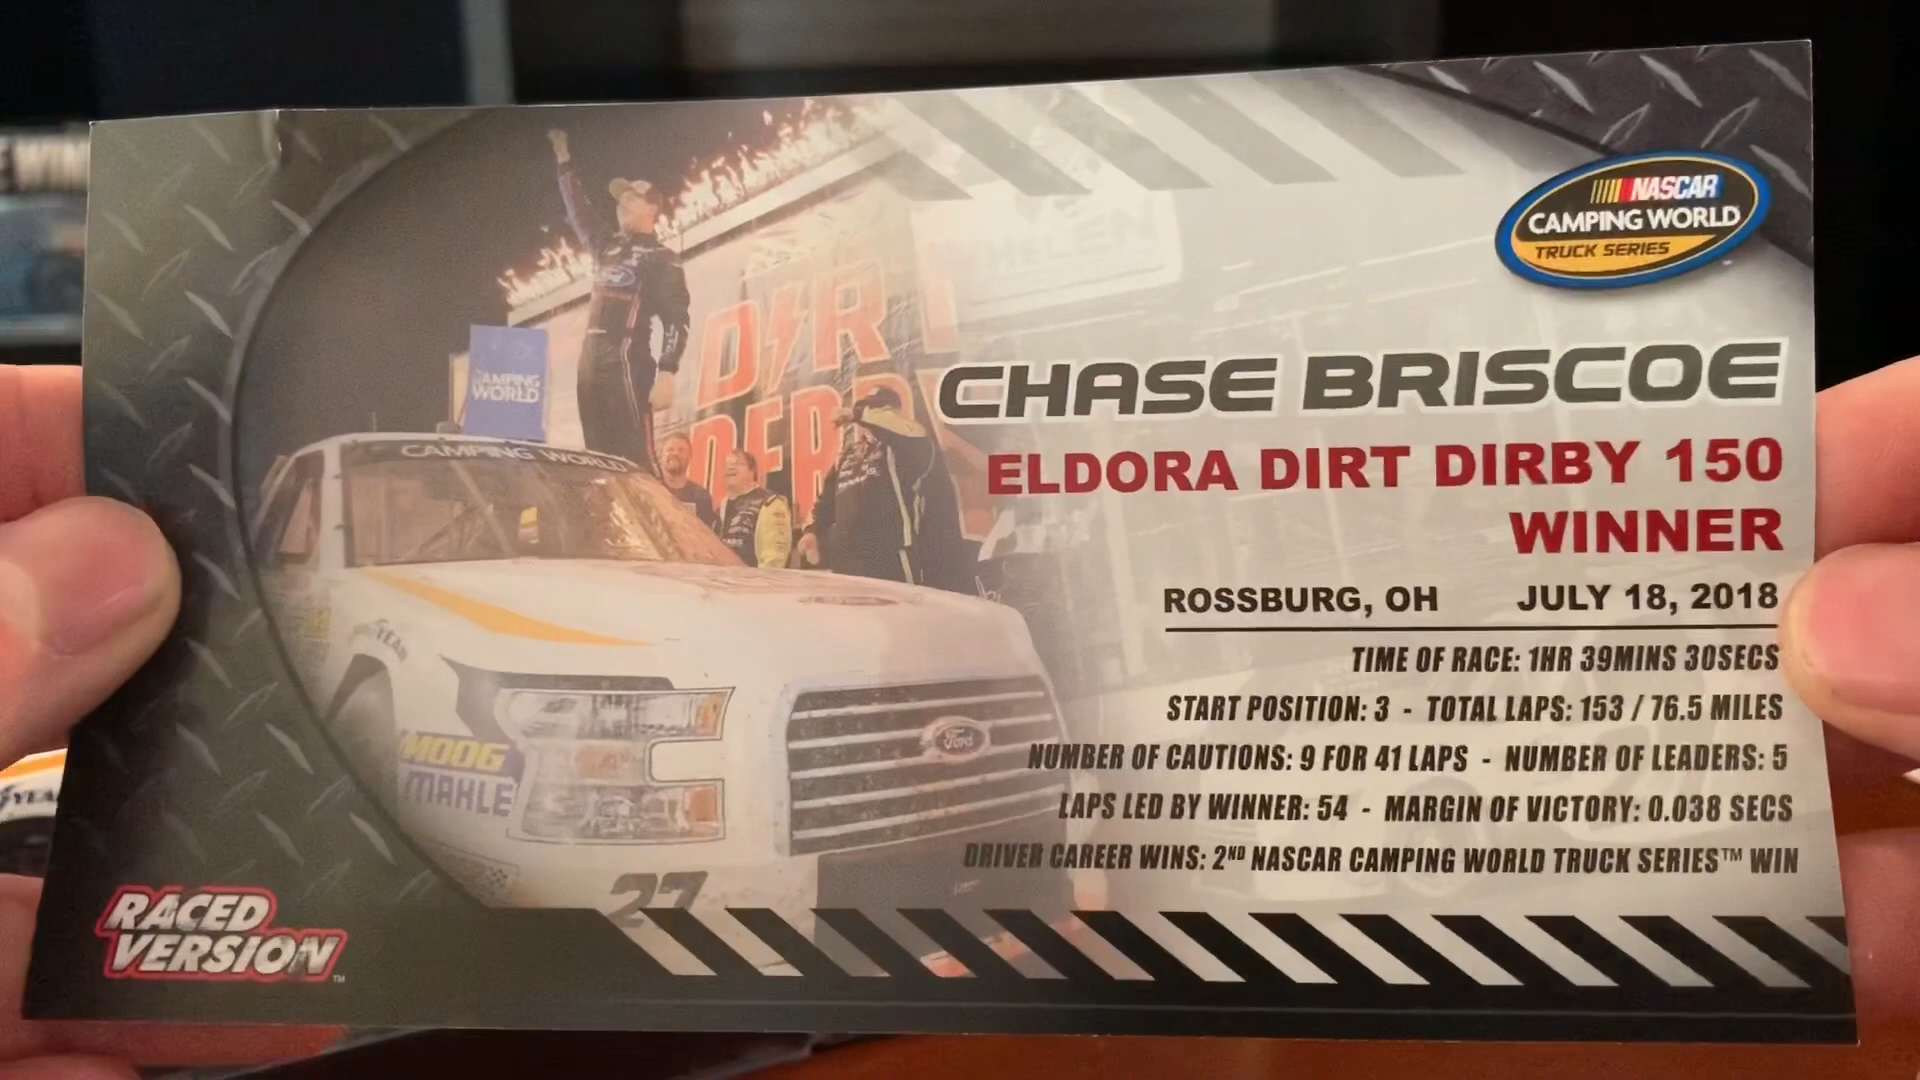 NASCAR
CAMPING WORLD
TRUCK SERIES
CAMPING
WORLD
DIRT
CAMPING WORLD
CHASE BRISCOE
ELDORA DIRT DIRBY 150
WINNER
ROSSBURG, OH JULY 18, 2018
TIME OF RACE: 1HR 39MINS 30SECS
START POSITION: 3 - TOTAL LAPS: 153 / 76.5 MILES
NUMBER OF CAUTIONS: 9 FOR 41 LAPS - NUMBER OF LEADERS: 5
LAPS LED BY WINNER: 54 - MARGIN OF VICTORY: 0.038 SECS
DRIVER CAREER WINS: 2ND NASCAR CAMPING WORLD TRUCK SERIES™ WIN
Ford
MOOG
MAHLE
27
RACED
VERSION™